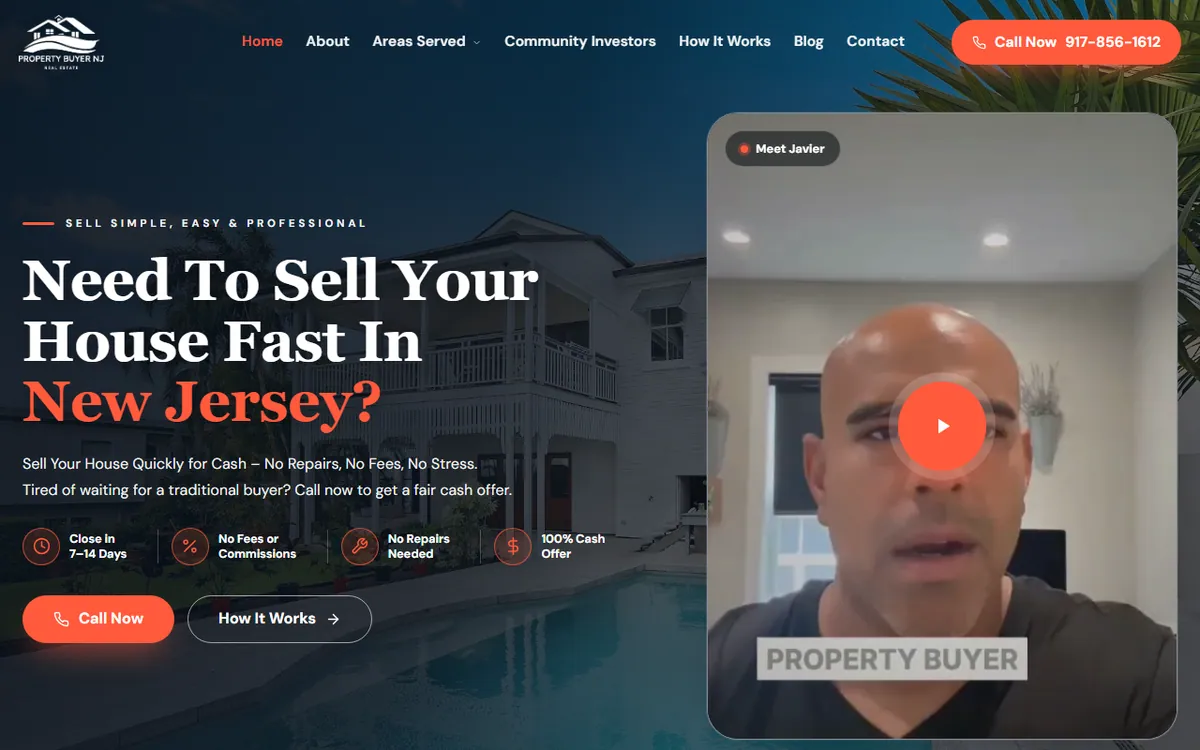 PROPERTY BUYER NJ
REAL ESTATE
Home
About
Areas Served
Community Investors
How It Works
Blog
Contact
Call Now 917-856-1612
Meet Javier
SELL SIMPLE, EASY & PROFESSIONAL
Need To Sell Your
House Fast In
New Jersey?
Sell Your House Quickly for Cash – No Repairs, No Fees, No Stress.
Tired of waiting for a traditional buyer? Call now to get a fair cash offer.
Close in
7–14 Days
No Fees or
Commissions
No Repairs
Needed
100% Cash
Offer
Call Now
How It Works
PROPERTY BUYER